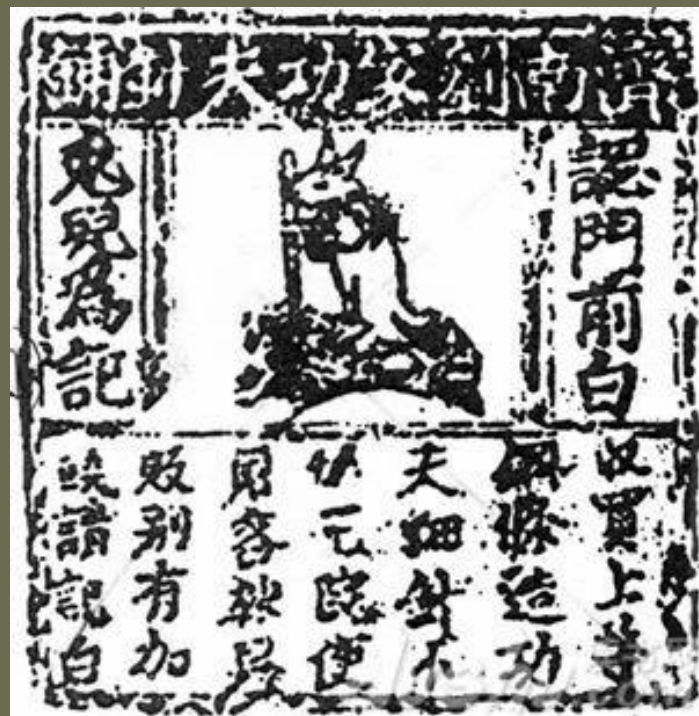 濟南劉家功夫針鋪
認門前白
兔兒爲記
收買上等
鋼條造功
夫細針不
宅院使
用客轉
販別有加
饒請記白